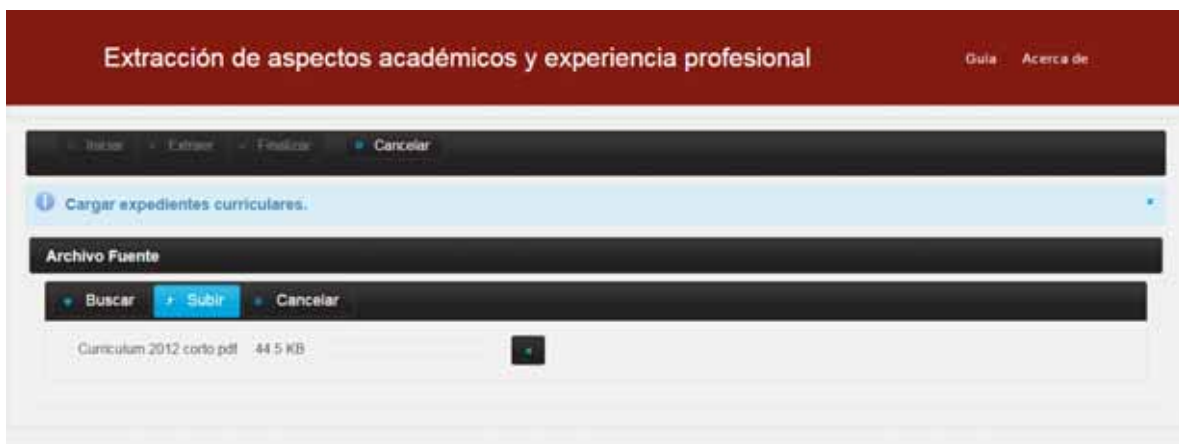 Extracción de aspectos académicos y experiencia profesional
Guía Acerca de
Iniciar Extraer Finalizar Cancelar
Cargar expedientes curriculares.
Archivo Fuente
Buscar Subir Cancelar
Curriculum 2012 corto.pdf 44.5 KB